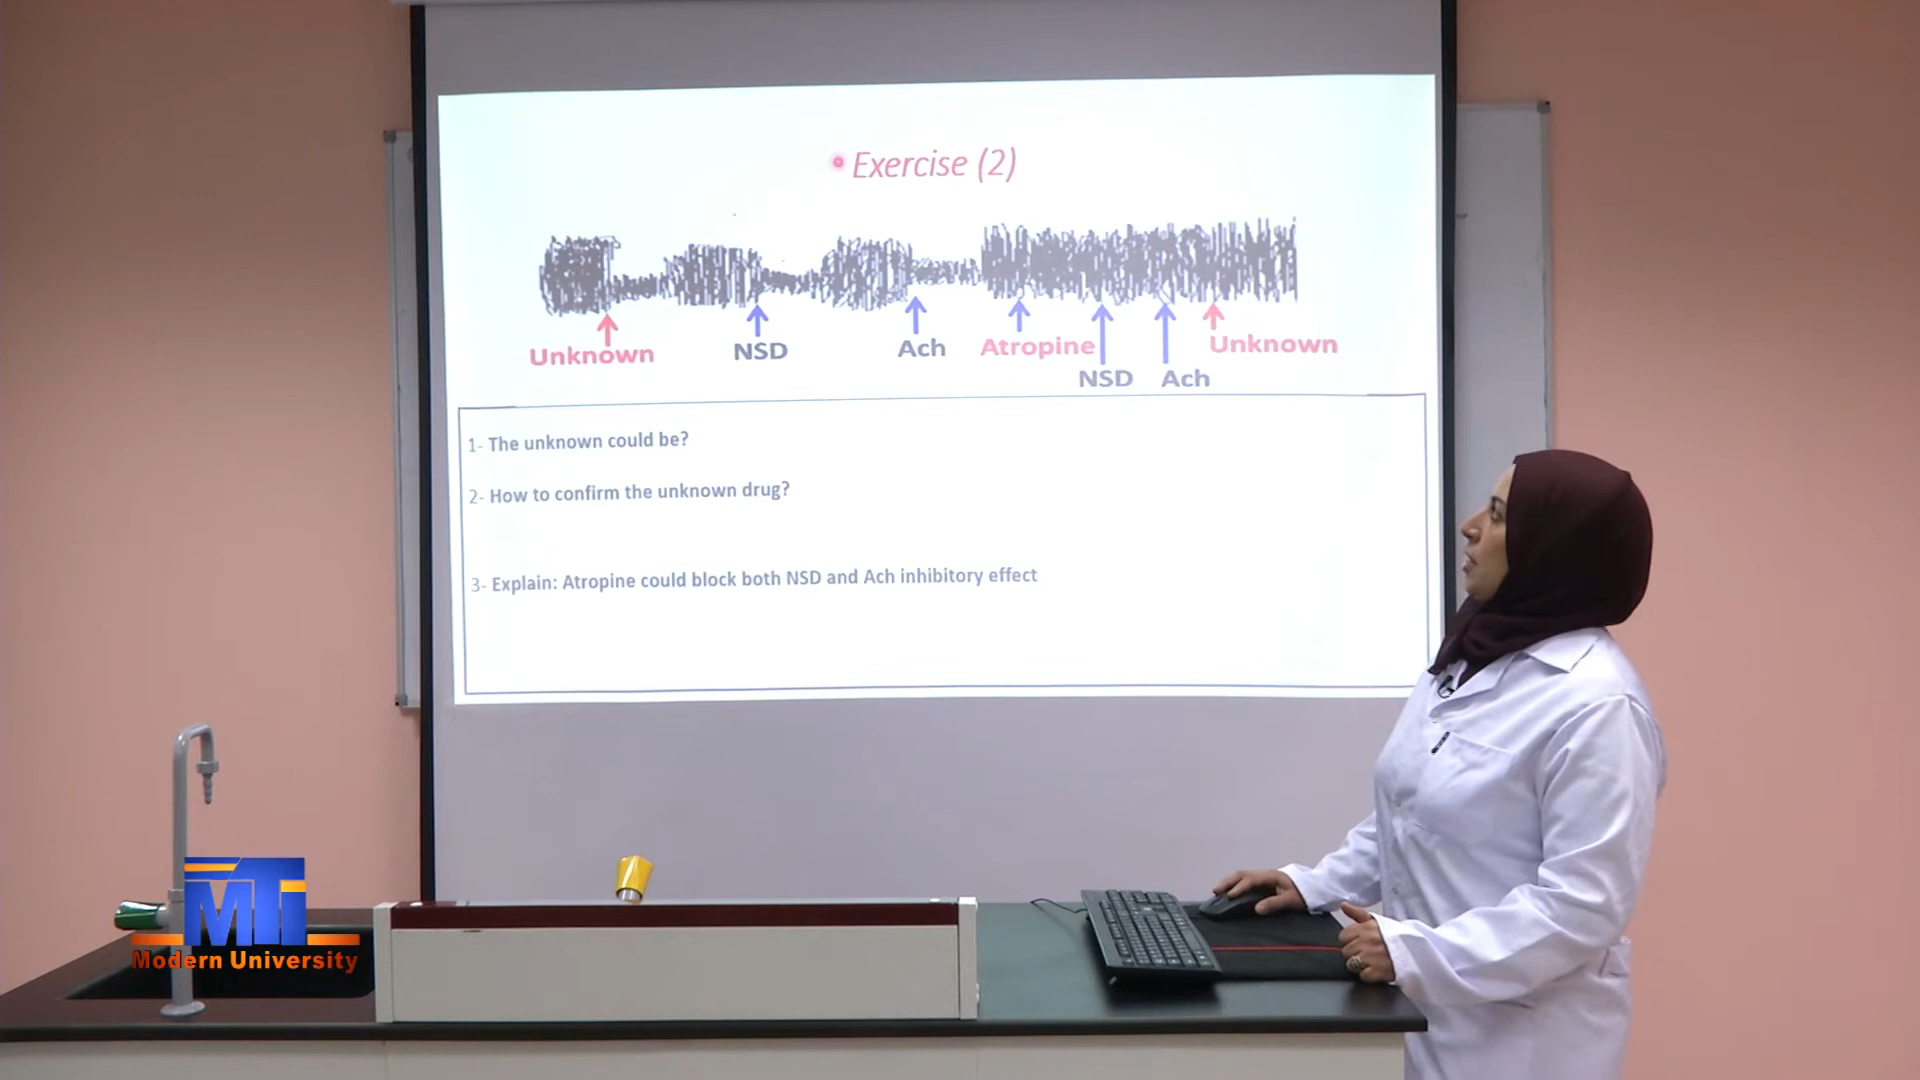 • Exercise (2)
Unknown NSD Ach Atropine Unknown
NSD Ach
1- The unknown could be?
2- How to confirm the unknown drug?
3- Explain: Atropine could block both NSD and Ach inhibitory effect
MTi
Modern University